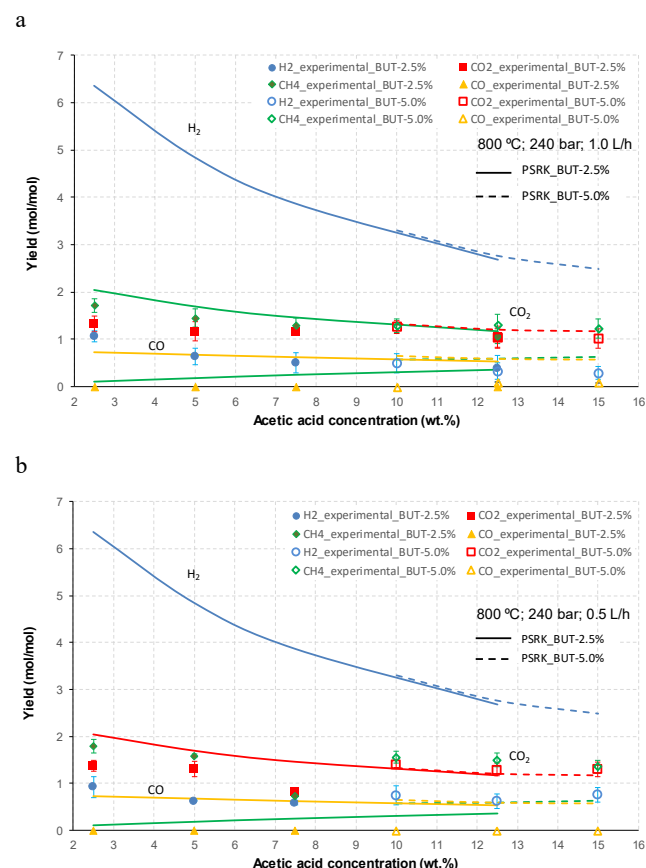 a
7
6
5
4
3
2
1
0
Yield (mol/mol)
H2_experimental_BUT-2.5% CO2_experimental_BUT-2.5%
CH4_experimental_BUT-2.5% CO_experimental_BUT-2.5%
H2_experimental_BUT-5.0% CO2_experimental_BUT-5.0%
CH4_experimental_BUT-5.0% CO_experimental_BUT-5.0%
800 ºC; 240 bar; 1.0 L/h
PSRK_BUT-2.5%
PSRK_BUT-5.0%
H₂
CO₂
CO
2 3 4 5 6 7 8 9 10 11 12 13 14 15 16
Acetic acid concentration (wt.%)
b
7
6
5
4
3
2
1
0
Yield (mol/mol)
H2_experimental_BUT-2.5% CO2_experimental_BUT-2.5%
CH4_experimental_BUT-2.5% CO_experimental_BUT-2.5%
H2_experimental_BUT-5.0% CO2_experimental_BUT-5.0%
CH4_experimental_BUT-5.0% CO_experimental_BUT-5.0%
800 ºC; 240 bar; 0.5 L/h
PSRK_BUT-2.5%
PSRK_BUT-5.0%
H₂
CO₂
CO
2 3 4 5 6 7 8 9 10 11 12 13 14 15 16
Acetic acid concentration (wt.%)